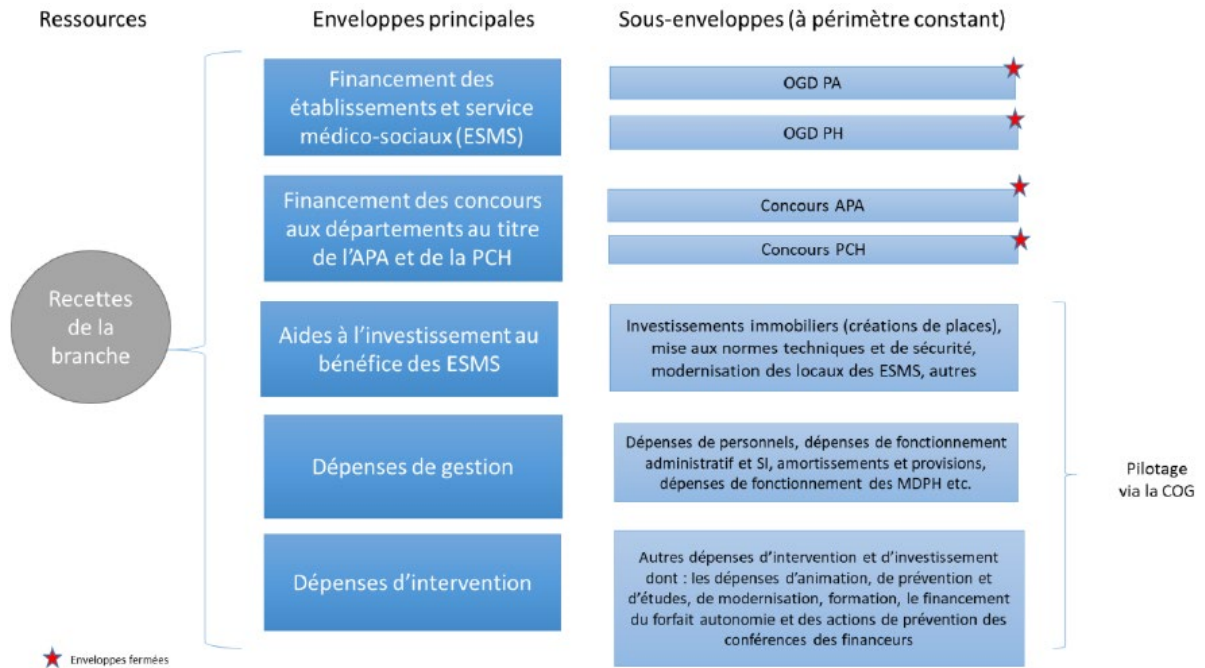 Ressources
Enveloppes principales
Sous-enveloppes (à périmètre constant)
Recettes
de la
branche
Financement des
établissements et service
médico-sociaux (ESMS)
OGD PA
OGD PH
Financement des concours
aux départements au titre
de l'APA et de la PCH
Concours APA
Concours PCH
Aides à l'investissement au
bénéfice des ESMS
Investissements immobiliers (créations de places),
mise aux normes techniques et de sécurité,
modernisation des locaux des ESMS, autres
Dépenses de gestion
Dépenses de personnels, dépenses de fonctionnement
administratif et SI, amortissements et provisions,
dépenses de fonctionnement des MDPH etc.
Pilotage
via la COG
Dépenses d'intervention
Autres dépenses d'intervention et d'investissement
dont : les dépenses d'animation, de prévention et
d'études, de modernisation, formation, le financement
du forfait autonomie et des actions de prévention des
conférences des financeurs
Enveloppes fermées